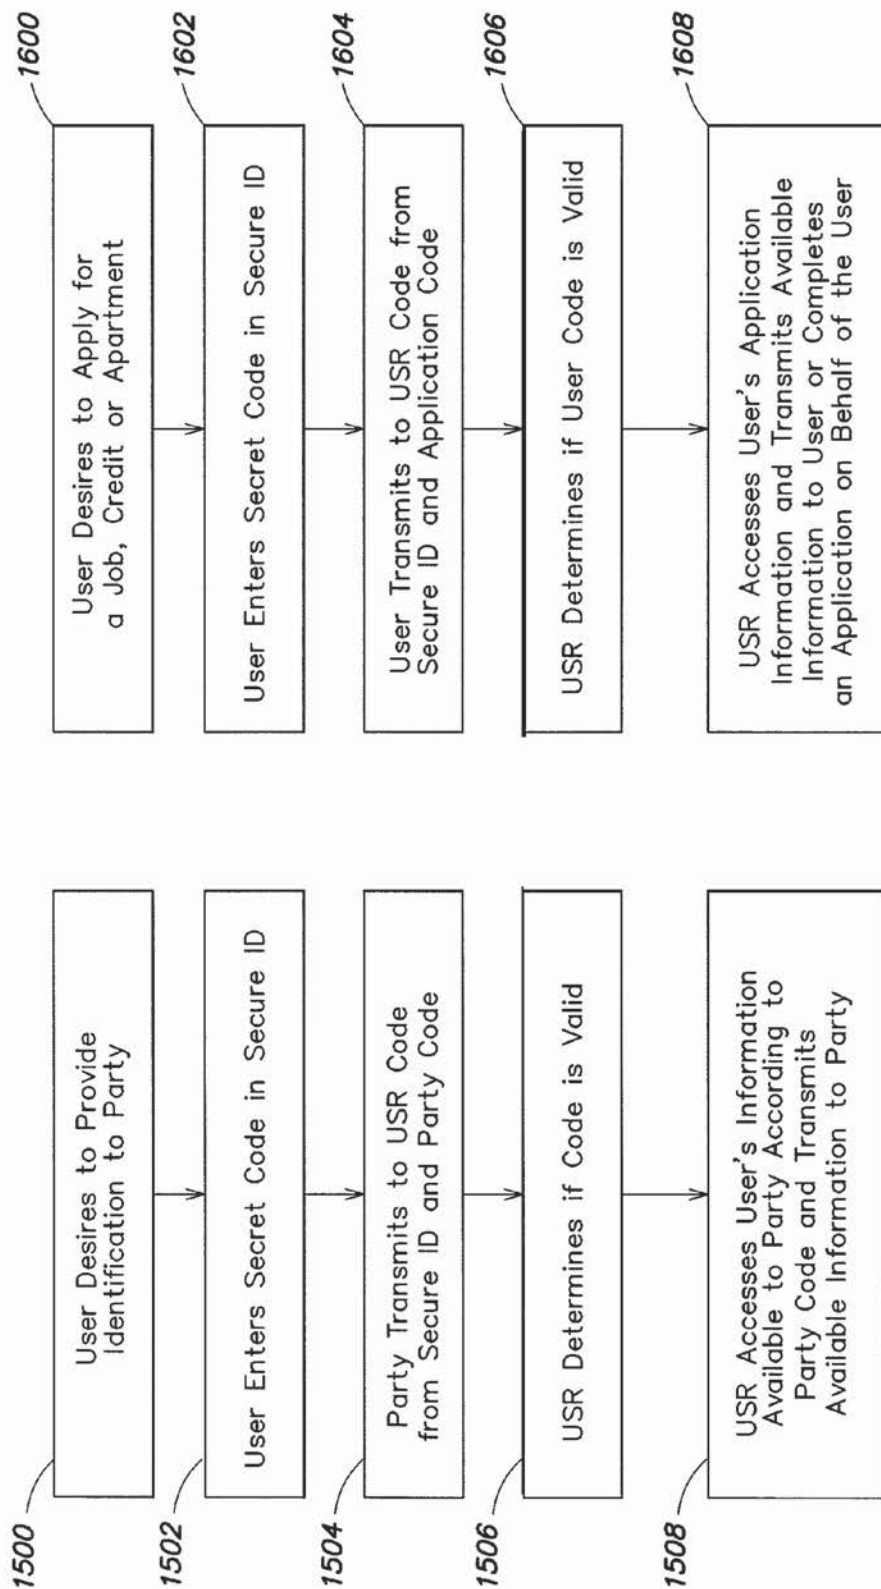 1500
User Desires to Provide
Identification to Party
1502
User Enters Secret Code in Secure ID
1504
Party Transmits to USR Code
from Secure ID and Party Code
1506
USR Determines if Code is Valid
1508
USR Accesses User's Information
Available to Party According to
Party Code and Transmits
Available Information to Party
1600
User Desires to Apply for
a Job, Credit or Apartment
1602
User Enters Secret Code in Secure ID
1604
User Transmits to USR Code from
Secure ID and Application Code
1606
USR Determines if User Code is Valid
1608
USR Accesses User's Application
Information and Transmits Available
Information to User or Completes
an Application on Behalf of the User